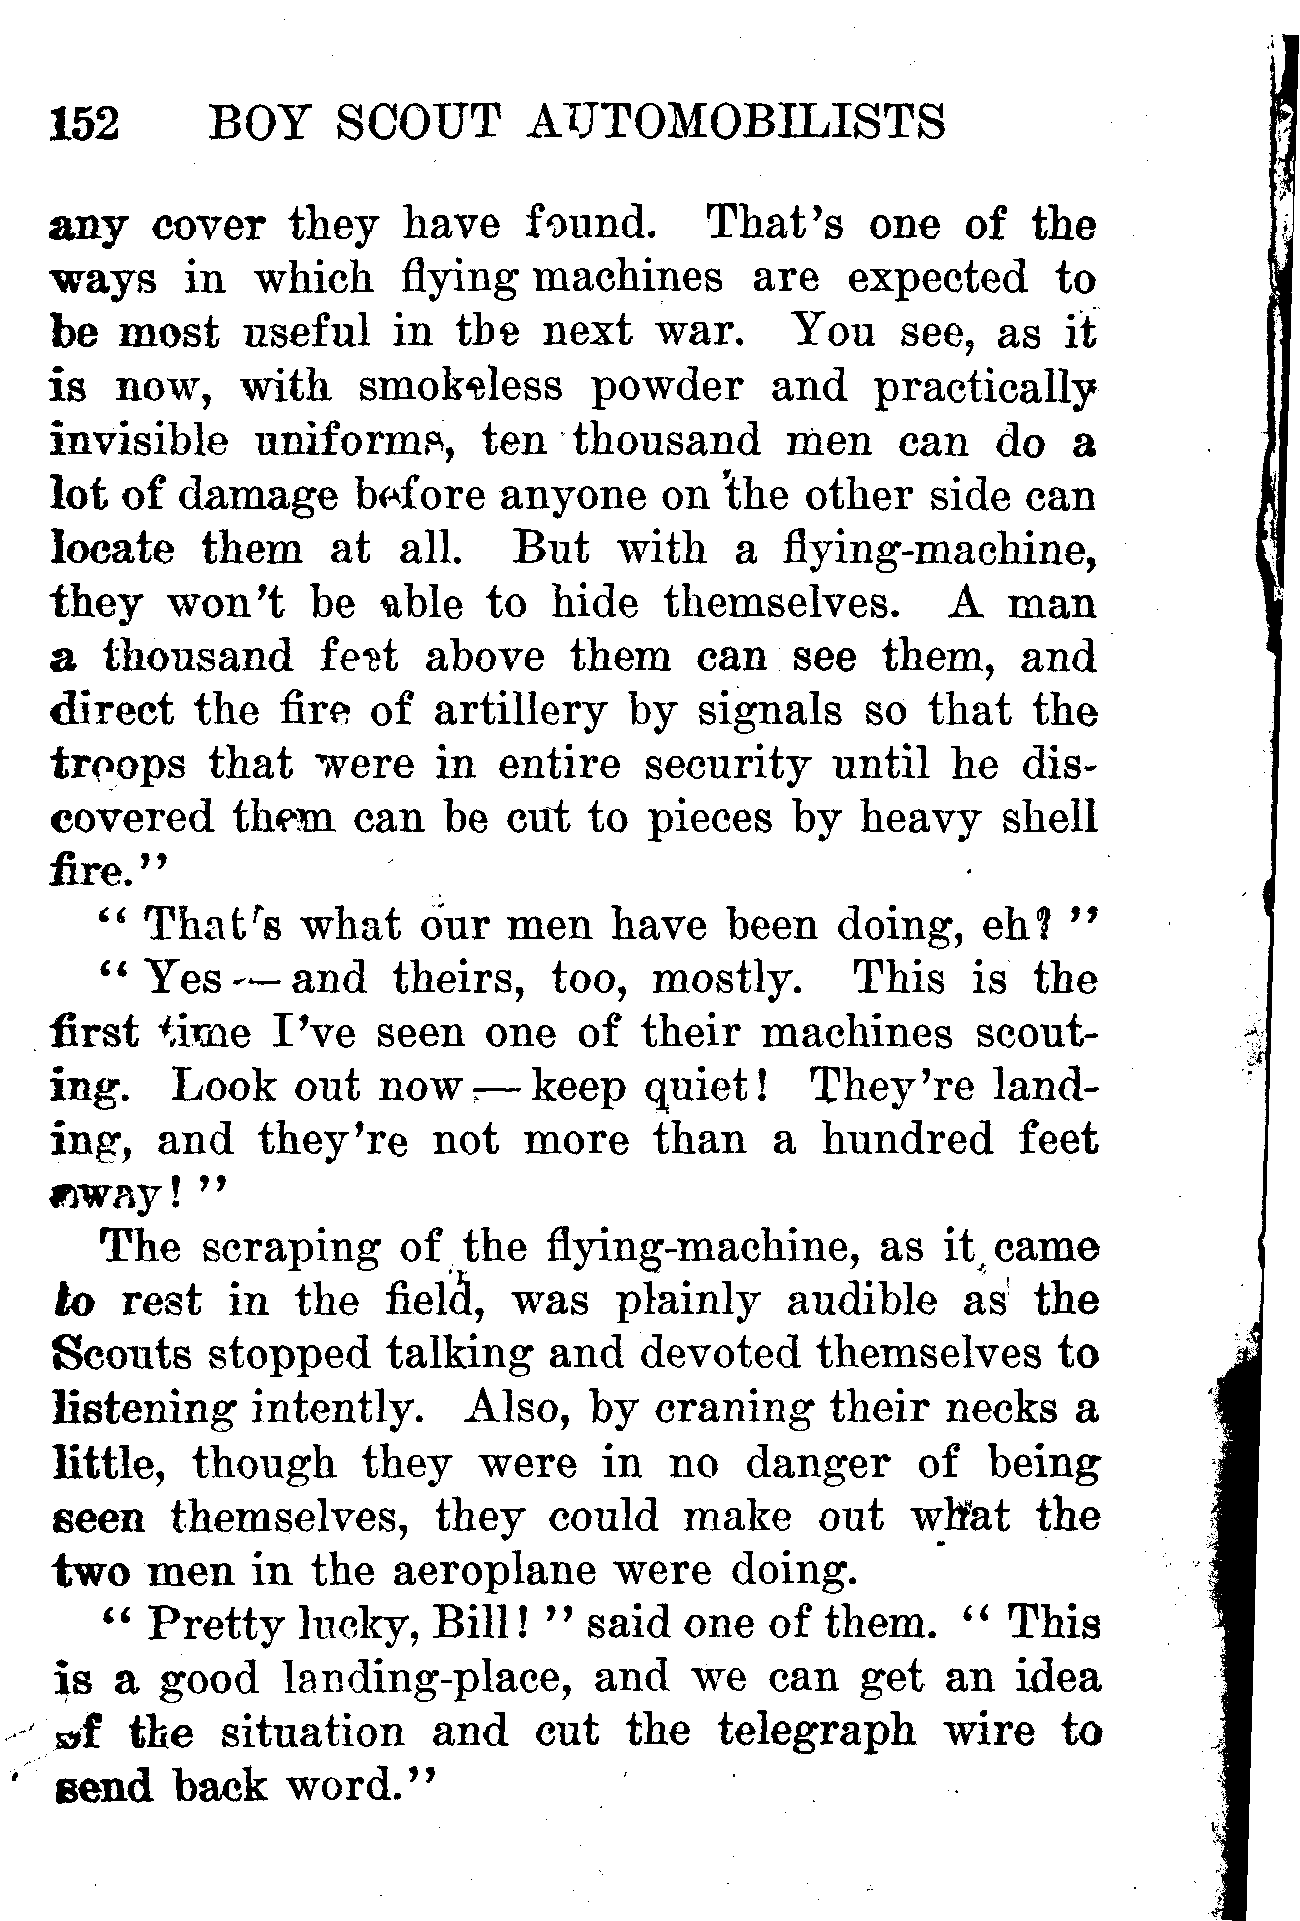 152 BOY SCOUT AUTOMOBILISTS
any cover they have found. That's one of the
ways in which flying machines are expected to
be most useful in the next war. You see, as it
is now, with smokeless powder and practically
invisible uniforms, ten thousand men can do a
lot of damage before anyone on the other side can
locate them at all. But with a flying-machine,
they won't be able to hide themselves. A man
a thousand feet above them can see them, and
direct the fire of artillery by signals so that the
troops that were in entire security until he dis-
covered them can be cut to pieces by heavy shell
fire."
"That's what our men have been doing, eh?"
"Yes — and theirs, too, mostly. This is the
first time I've seen one of their machines scout-
ing. Look out now — keep quiet! They're land-
ing, and they're not more than a hundred feet
away!"
The scraping of the flying-machine, as it came
to rest in the field, was plainly audible as the
Scouts stopped talking and devoted themselves to
listening intently. Also, by craning their necks a
little, though they were in no danger of being
seen themselves, they could make out what the
two men in the aeroplane were doing.
"Pretty lucky, Bill!" said one of them. "This
is a good landing-place, and we can get an idea
of the situation and cut the telegraph wire to
send back word."